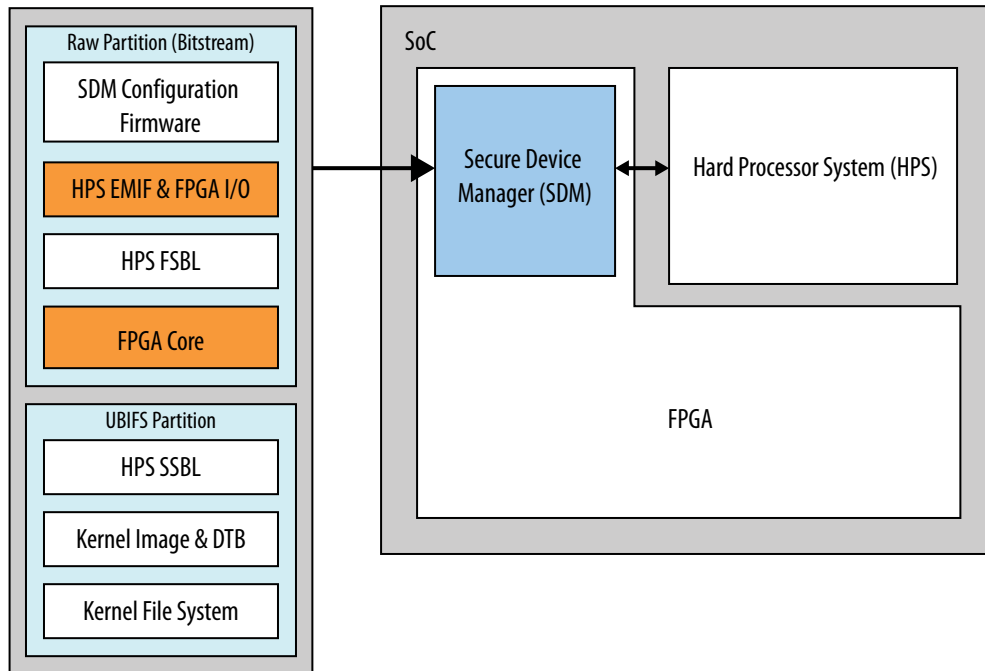 Raw Partition (Bitstream)
SDM Configuration
Firmware
HPS EMIF & FPGA I/O
HPS FSBL
FPGA Core
UBIFS Partition
HPS SSBL
Kernel Image & DTB
Kernel File System
SoC
Secure Device
Manager (SDM)
Hard Processor System (HPS)
FPGA